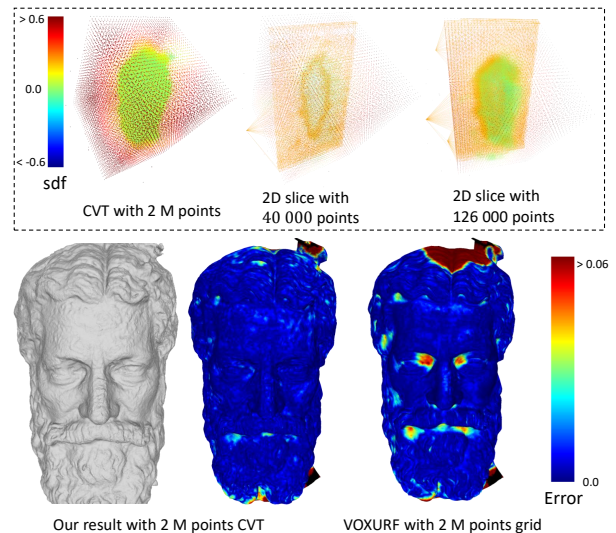 > 0.6
0.0
< -0.6
sdf
CVT with 2 M points
2D slice with
40 000 points
2D slice with
126 000 points
> 0.06
0.0
Error
Our result with 2 M points CVT
VOXURF with 2 M points grid